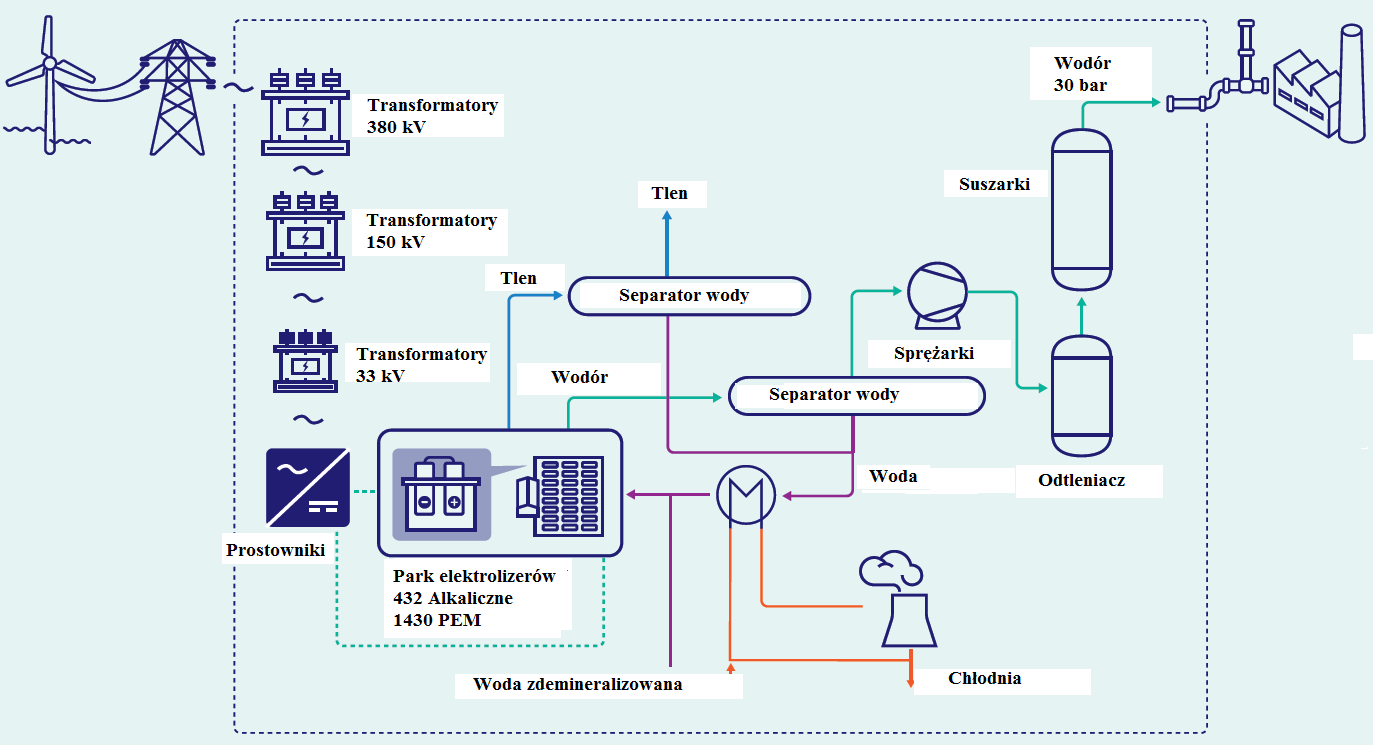 Transformatory
380 kV
Wodór
30 bar
Suszarki
Tlen
Transformatory
150 kV
Tlen
Separator wody
Transformatory
33 kV
Sprężarki
Wodór
Separator wody
Woda
Odtleniacz
Prostowniki
Park elektrolizerów
432 Alkaliczne
1430 PEM
Woda zdemineralizowana
Chłodnia